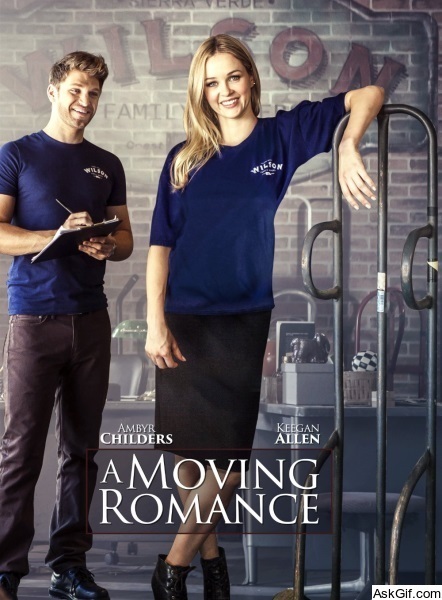 SIERRA VERDE
WILSON
FAMILY
WILSON
WILSON
AMBYR
CHILDERS
KEEGAN
ALLEN
A MOVING
ROMANCE
AskGif.com